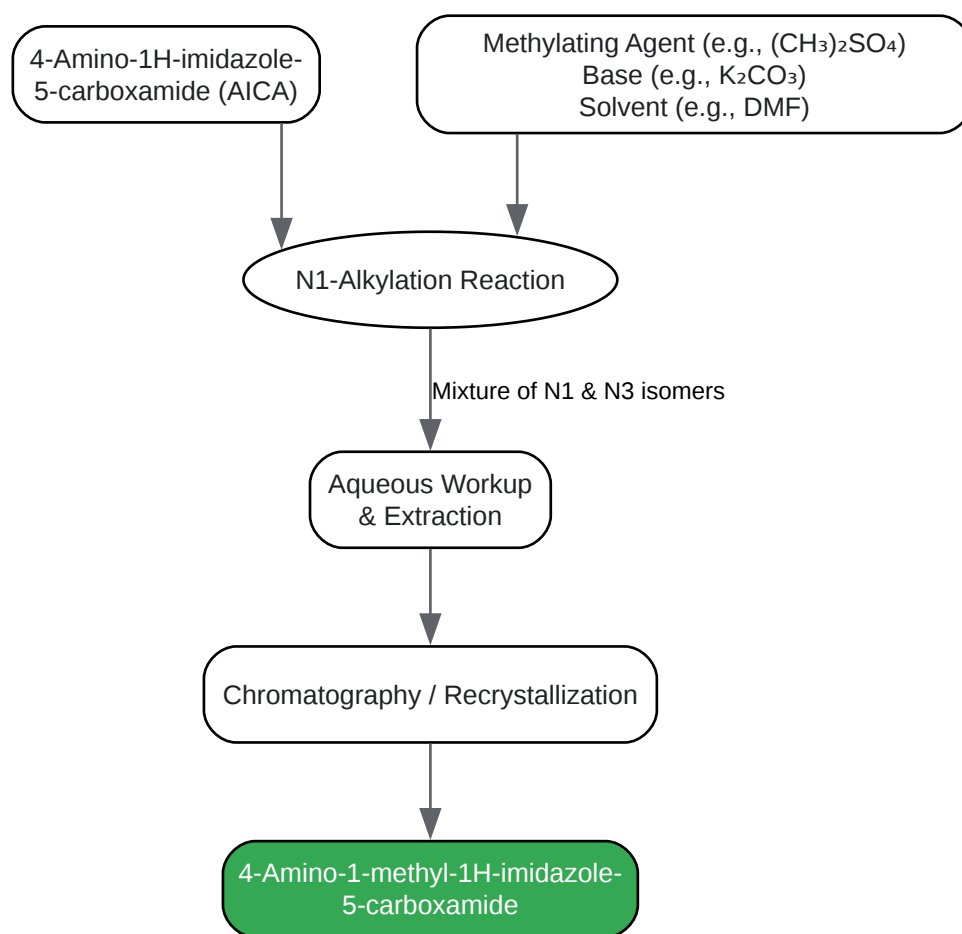 4-Amino-1H-imidazole-
5-carboxamide (AICA)
Methylating Agent (e.g., (CH₃)₂SO₄)
Base (e.g., K₂CO₃)
Solvent (e.g., DMF)
N1-Alkylation Reaction
Mixture of N1 & N3 isomers
Aqueous Workup
& Extraction
Chromatography / Recrystallization
4-Amino-1-methyl-1H-imidazole-
5-carboxamide